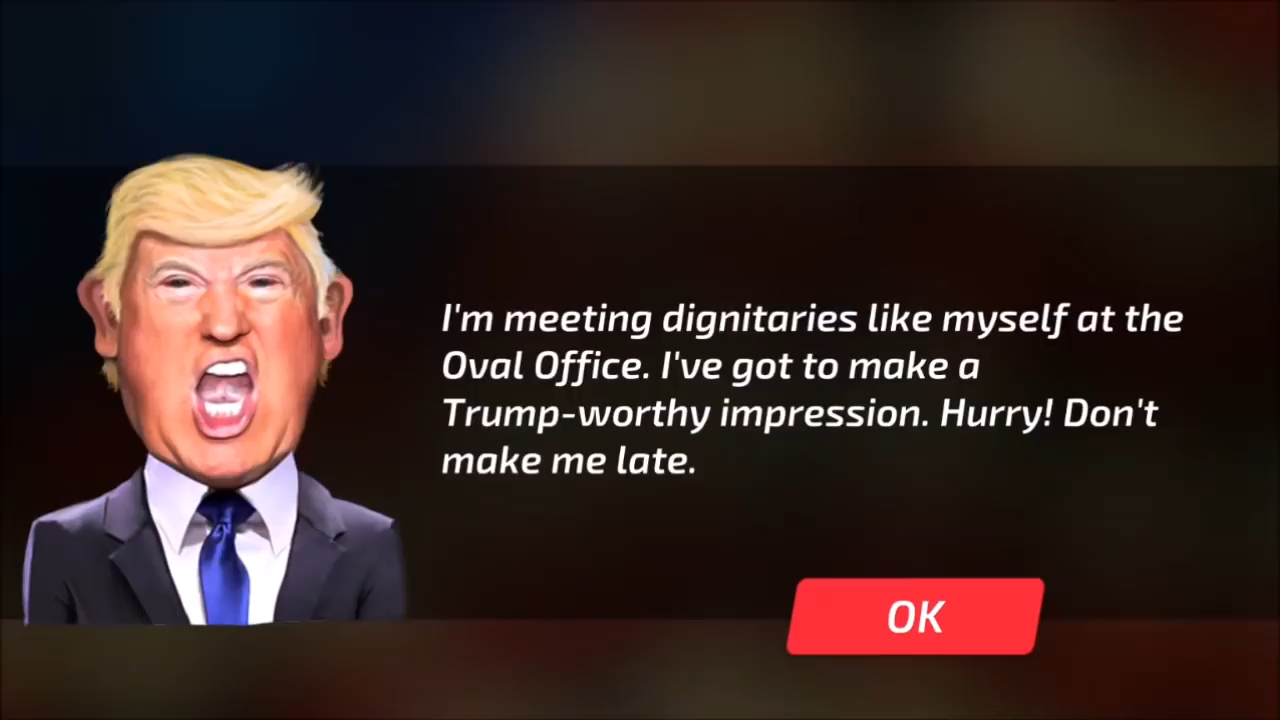 I'm meeting dignitaries like myself at the
Oval Office. I've got to make a
Trump-worthy impression. Hurry! Don't
make me late.
OK